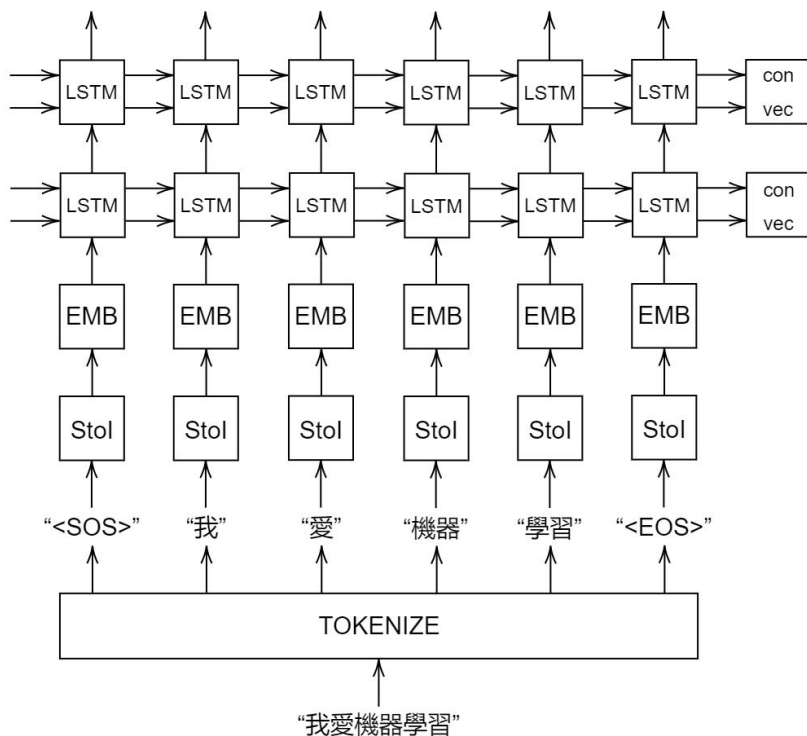 LSTM LSTM LSTM LSTM LSTM LSTM con
vec
LSTM LSTM LSTM LSTM LSTM LSTM con
vec
EMB EMB EMB EMB EMB EMB
StoI StoI StoI StoI StoI StoI
“<SOS>” “我” “愛” “機器” “學習” “<EOS>”
TOKENIZE
“我愛機器學習”